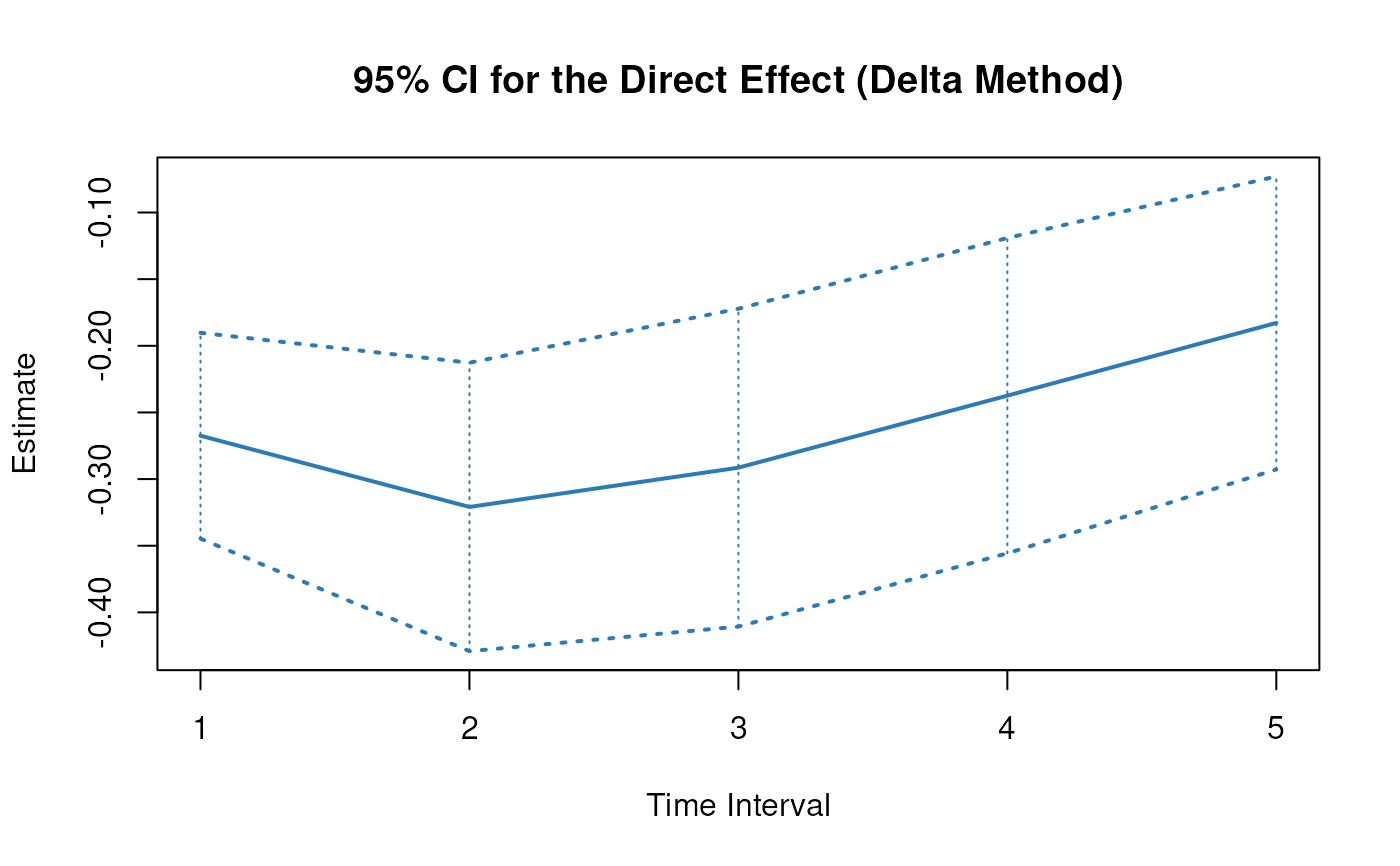 95% CI for the Direct Effect (Delta Method)
Estimate
-0.10
-0.20
-0.30
-0.40
1 2 3 4 5
Time Interval